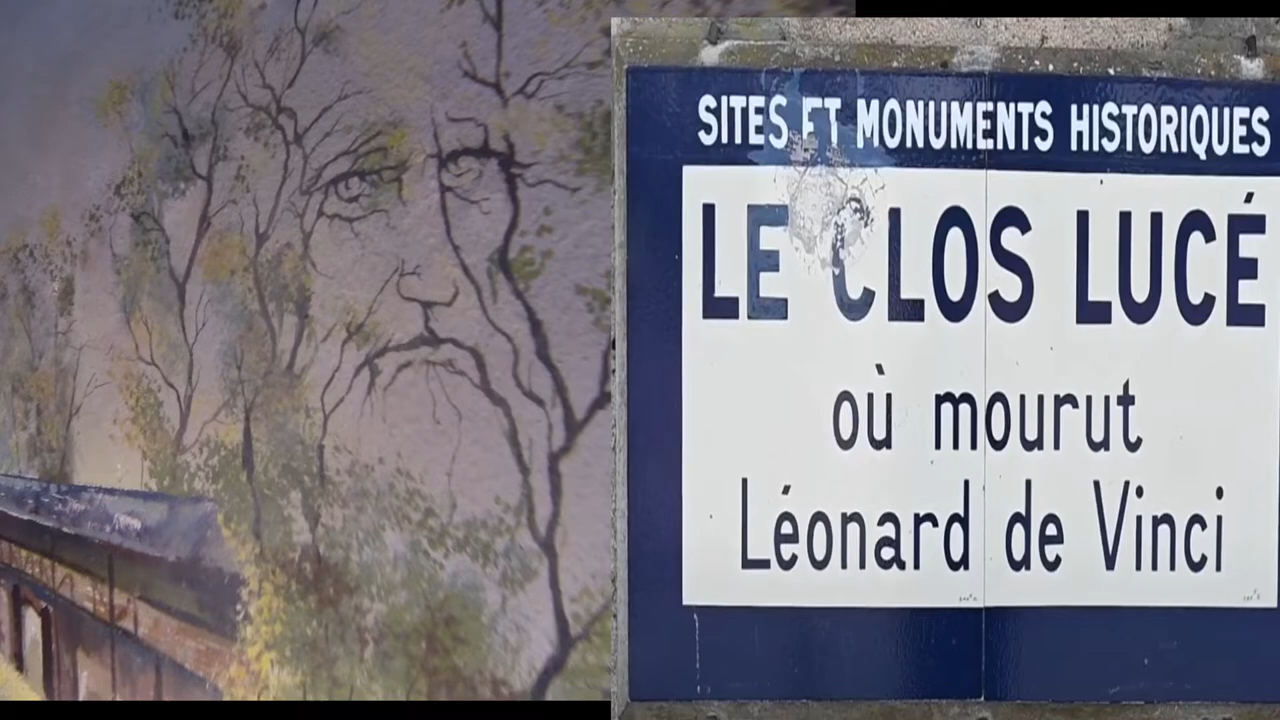 SITES ET MONUMENTS HISTORIQUES
LE CLOS LUCÉ
où mourut
Léonard de Vinci